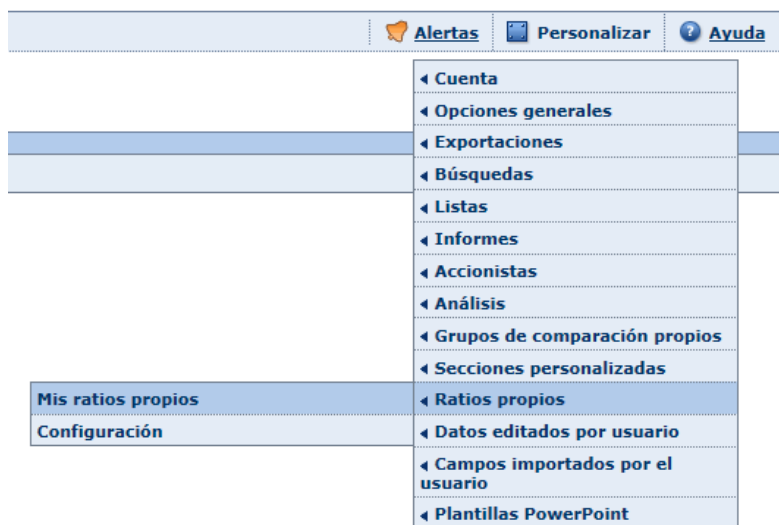 Alertas Personalizar Ayuda
Cuenta
Opciones generales
Exportaciones
Búsquedas
Listas
Informes
Accionistas
Análisis
Grupos de comparación propios
Secciones personalizadas
Mis ratios propios Ratios propios
Configuración Datos editados por usuario
Campos importados por el
usuario
Plantillas PowerPoint